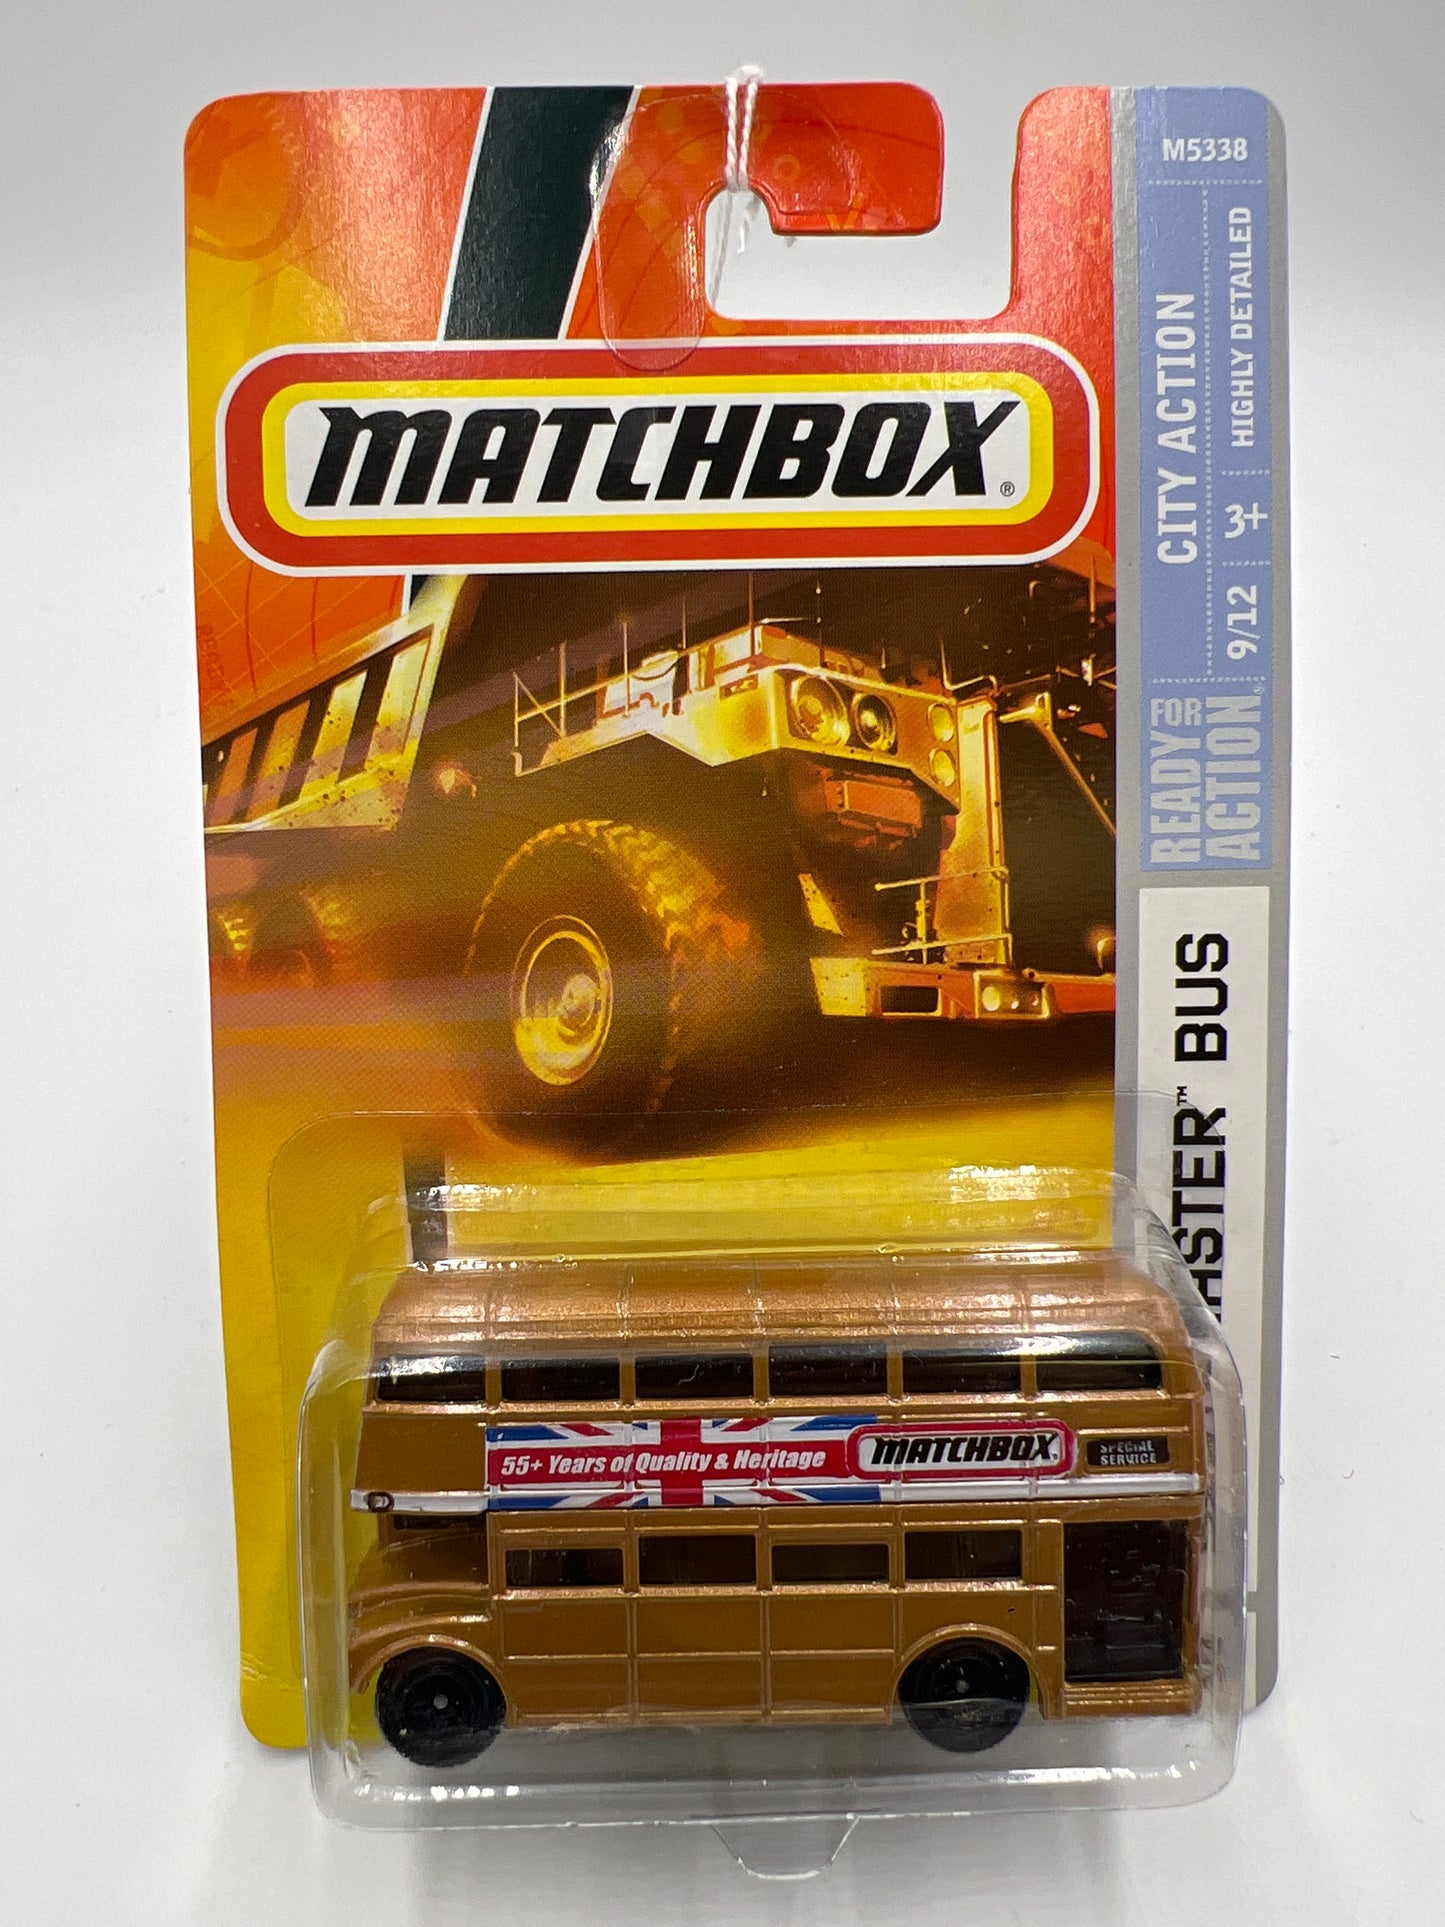 M5338
CITY ACTION
HIGHLY DETAILED
3+
9/12
READY FOR
ACTION
MATCHBOX®
BUS
55+ Years of Quality & Heritage
MATCHBOX
SPECIAL
SERVICE